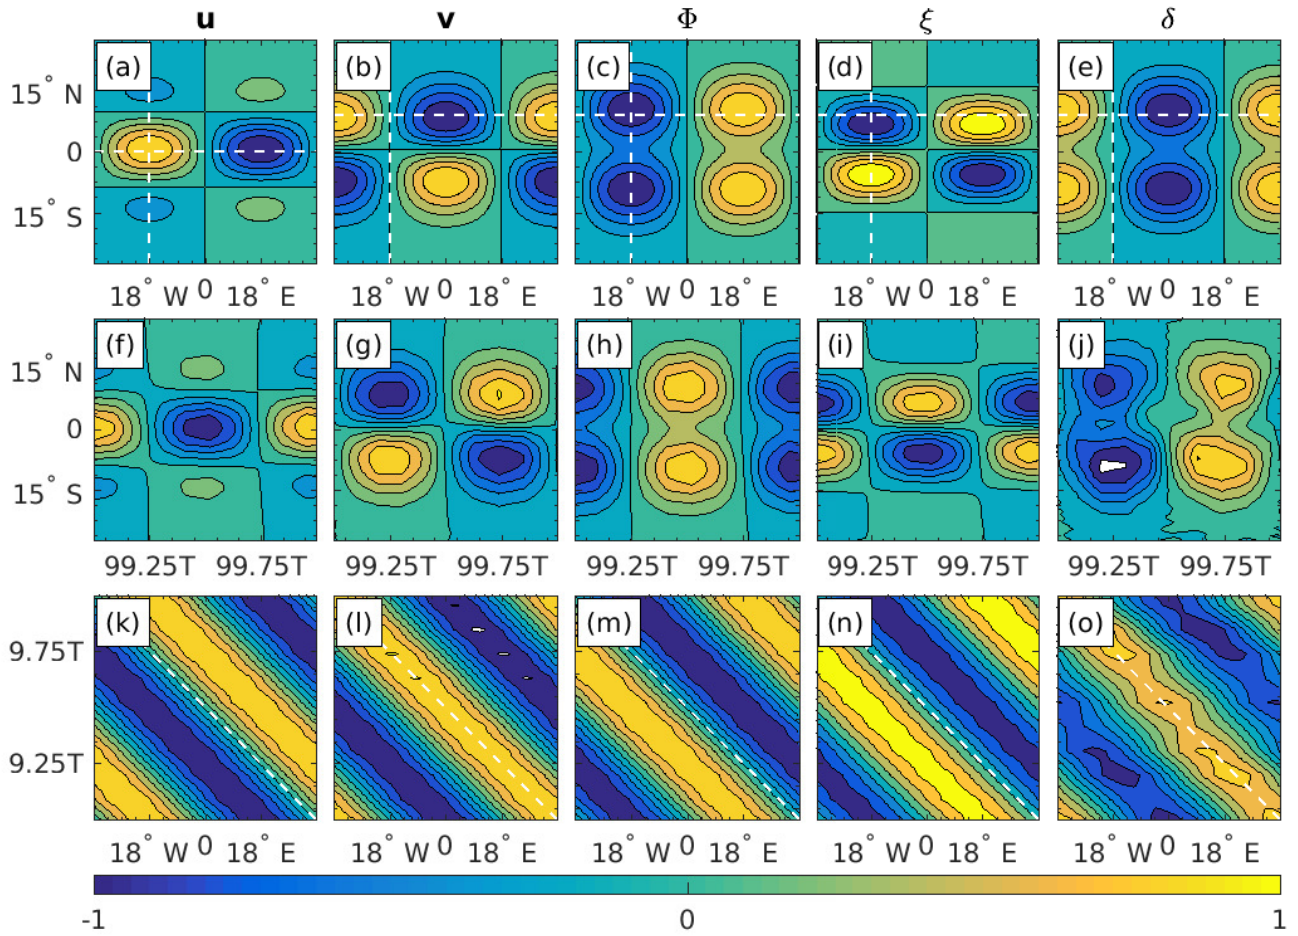 u v Φ ξ δ
(a) (b) (c) (d) (e)
15° N
0
15° S
18° W 0 18° E 18° W 0 18° E 18° W 0 18° E 18° W 0 18° E 18° W 0 18° E
(f) (g) (h) (i) (j)
15° N
0
15° S
99.25T 99.75T 99.25T 99.75T 99.25T 99.75T 99.25T 99.75T 99.25T 99.75T
(k) (l) (m) (n) (o)
9.75T
9.25T
18° W 0 18° E 18° W 0 18° E 18° W 0 18° E 18° W 0 18° E 18° W 0 18° E
-1 0 1